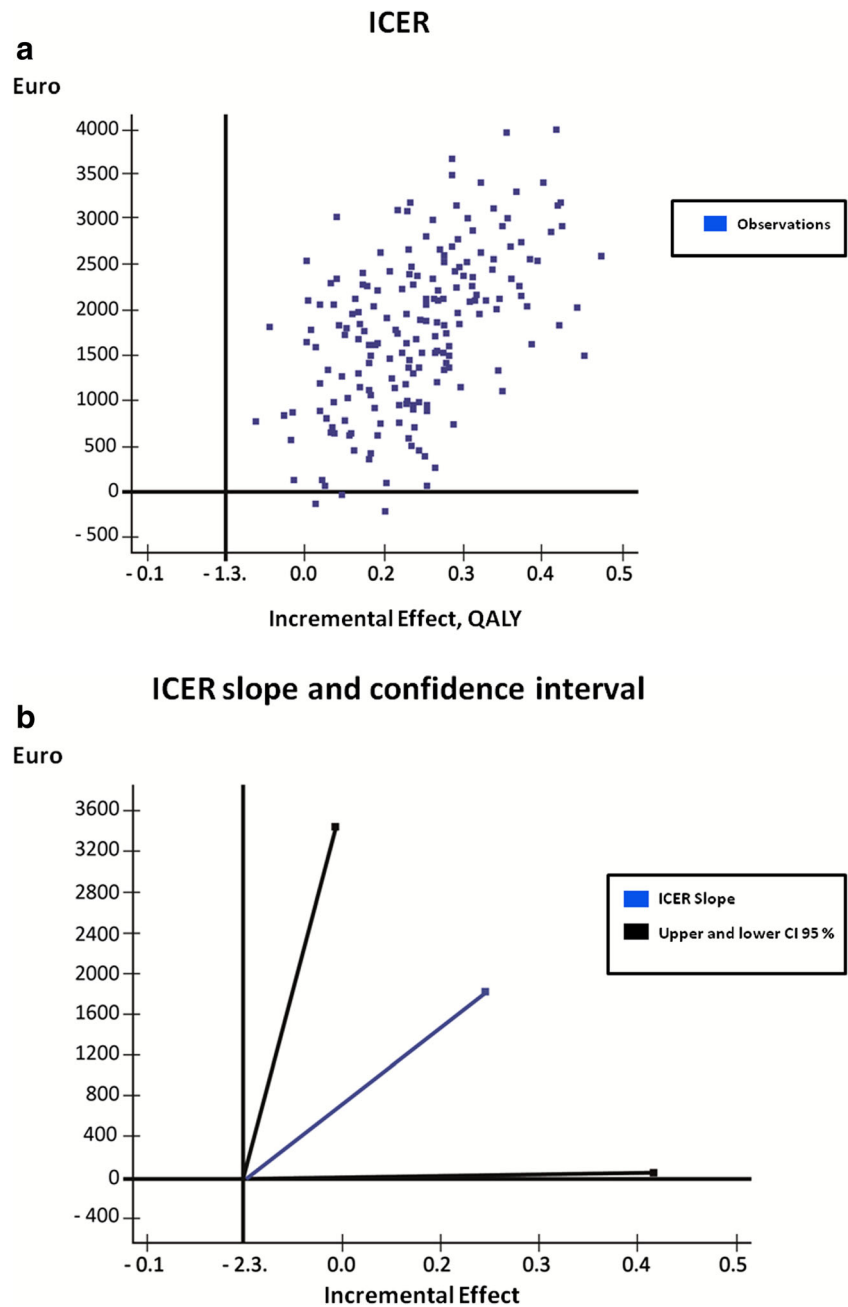 ICER
a
Euro
4000
3500
3000
2500
2000
1500
1000
500
0
- 500
- 0.1 - 1.3. 0.0 0.2 0.3 0.4 0.5
Incremental Effect, QALY
Observations
ICER slope and confidence interval
b
Euro
3600
3200
2800
2400
2000
1600
1200
800
400
0
- 400
- 0.1 - 2.3. 0.0 0.2 0.3 0.4 0.5
Incremental Effect
ICER Slope
Upper and lower CI 95 %